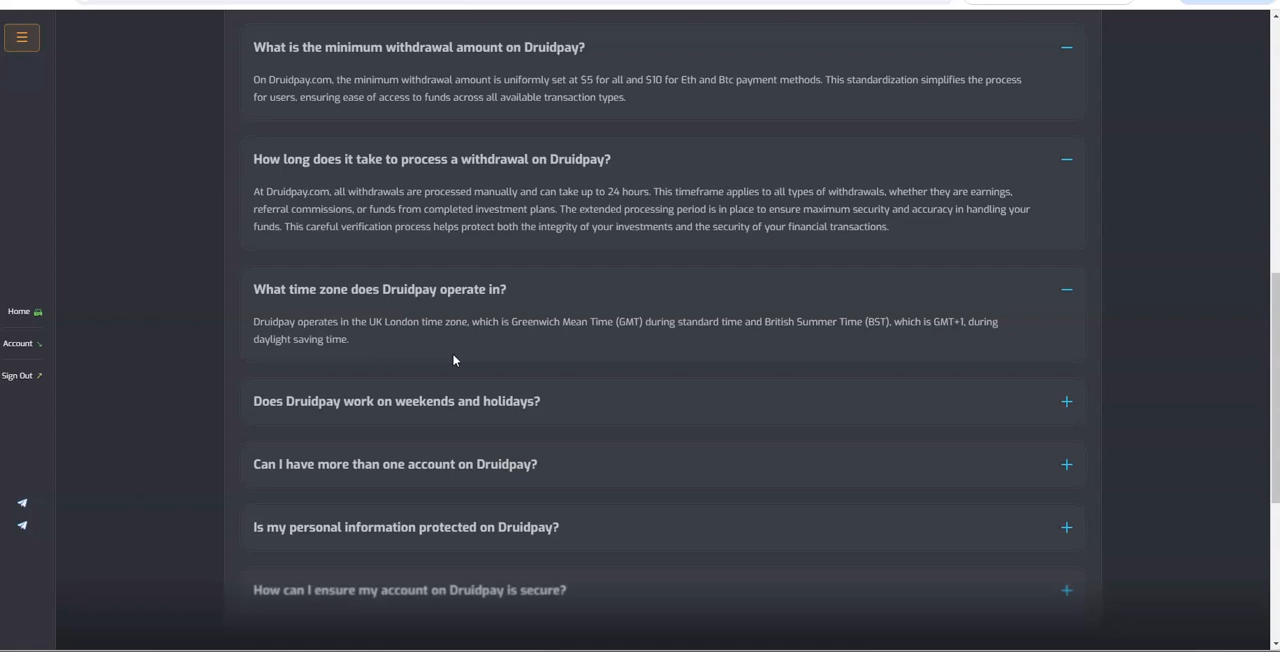 ☰
What is the minimum withdrawal amount on Druidpay?
On Druidpay.com, the minimum withdrawal amount is uniformly set at $5 for all and $10 for Eth and Btc payment methods. This standardization simplifies the process
for users, ensuring ease of access to funds across all available transaction types.
How long does it take to process a withdrawal on Druidpay?
At Druidpay.com, all withdrawals are processed manually and can take up to 24 hours. This timeframe applies to all types of withdrawals, whether they are earnings,
referral commissions, or funds from completed investment plans. The extended processing period is in place to ensure maximum security and accuracy in handling your
funds. This careful verification process helps protect both the integrity of your investments and the security of your financial transactions.
What time zone does Druidpay operate in?
Druidpay operates in the UK London time zone, which is Greenwich Mean Time (GMT) during standard time and British Summer Time (BST), which is GMT+1, during
daylight saving time.
Does Druidpay work on weekends and holidays?
Can I have more than one account on Druidpay?
Is my personal information protected on Druidpay?
How can I ensure my account on Druidpay is secure?
Home
Account
Sign Out